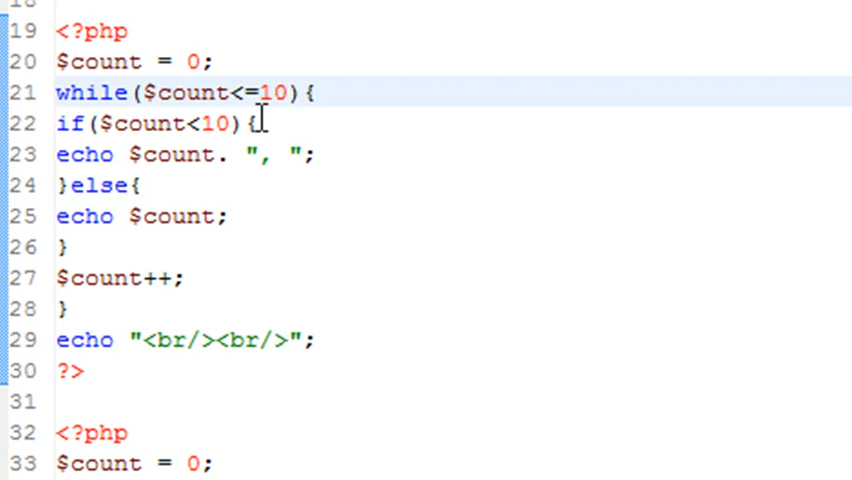 19 <?php
20 $count = 0;
21 while($count<=10){
22 if($count<10){
23 echo $count. ", ";
24 }else{
25 echo $count;
26 }
27 $count++;
28 }
29 echo "<br/><br/>";
30 ?>
31
32 <?php
33 $count = 0;